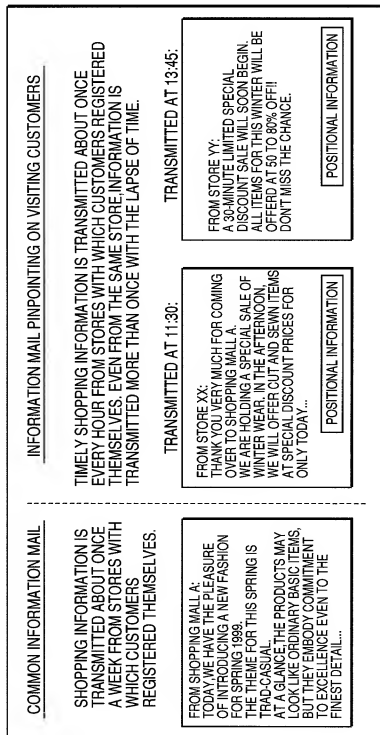 COMMON INFORMATION MAIL
SHOPPING INFORMATION IS
TRANSMITTED ABOUT ONCE
A WEEK FROM STORES WITH
WHICH CUSTOMERS
REGISTERED THEMSELVES.
FROM SHOPPING MALL A:
TODAY, WE HAVE THE PLEASURE
OF INTRODUCING A NEW FASHION
FOR SPRING 1999.
THE THEME FOR THIS SPRING IS
TRAD-CASUAL.
AT A GLANCE,THE PRODUCTS MAY
LOOK LIKE ORDINARY BASIC ITEMS,
BUT THEY EMBODY COMMITMENT
TO EXCELLENCE EVEN TO THE
FINEST DETAIL...
INFORMATION MAIL PINPOINTING ON VISITING CUSTOMERS
TIMELY SHOPPING INFORMATION IS TRANSMITTED ABOUT ONCE
EVERY HOUR FROM STORES WITH WHICH CUSTOMERS REGISTERED
THEMSELVES. EVEN FROM THE SAME STORE,INFORMATION IS
TRANSMITTED MORE THAN ONCE WITH THE LAPSE OF TIME.
TRANSMITTED AT 11:30:
FROM STORE XX:
THANK YOU VERY MUCH FOR COMING
OVER TO SHOPPING MALL A.
WE ARE HOLDING A SPECIAL SALE OF
WINTER WEAR. IN THE AFTERNOON,
WE WILL OFFER CUT AND SEWN ITEMS
AT SPECIAL DISCOUNT PRICES FOR
ONLY TODAY...
POSITIONAL INFORMATION
TRANSMITTED AT 13:45:
FROM STORE YY:
A 30-MINUTE LIMITED SPECIAL
DISCOUNT SALE WILL SOON BEGIN.
ALL ITEMS FOR THIS WINTER WILL BE
OFFERD AT 50 TO 80% OFF!!
DON'T MISS THE CHANCE.
POSITIONAL INFORMATION